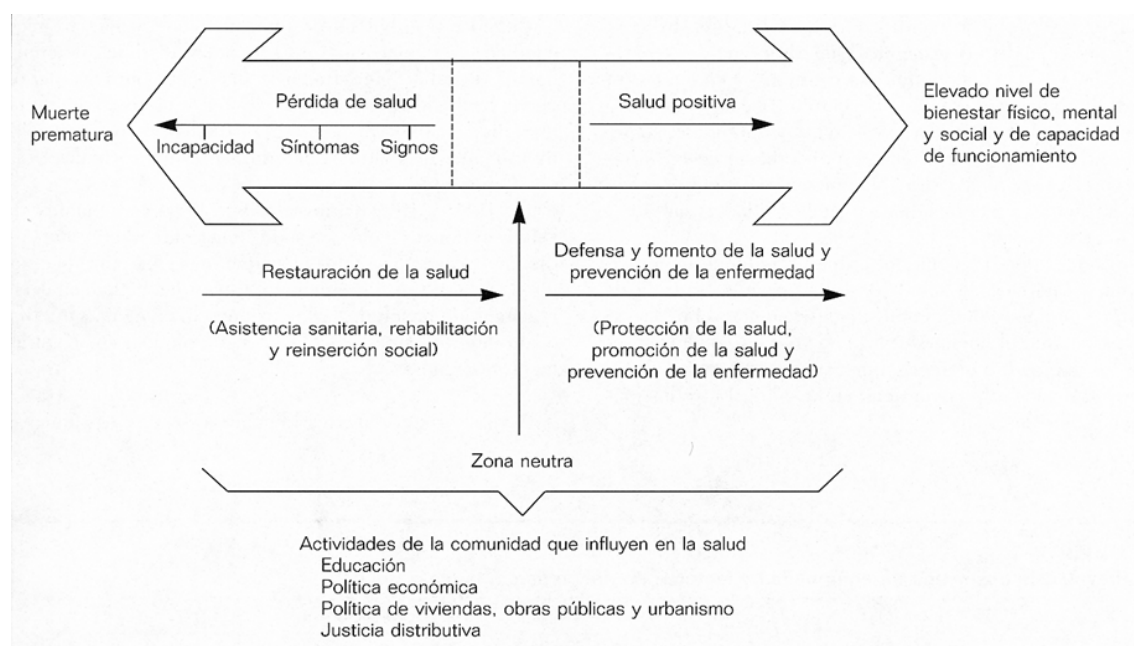 Muerte
prematura
Pérdida de salud
Incapacidad
Síntomas
Signos
Salud positiva
Elevado nivel de
bienestar físico, mental
y social y de capacidad
de funcionamiento
Restauración de la salud
(Asistencia sanitaria, rehabilitación
y reinserción social)
Defensa y fomento de la salud y
prevención de la enfermedad
(Protección de la salud,
promoción de la salud y
prevención de la enfermedad)
Zona neutra
Actividades de la comunidad que influyen en la salud
Educación
Política económica
Política de viviendas, obras públicas y urbanismo
Justicia distributiva